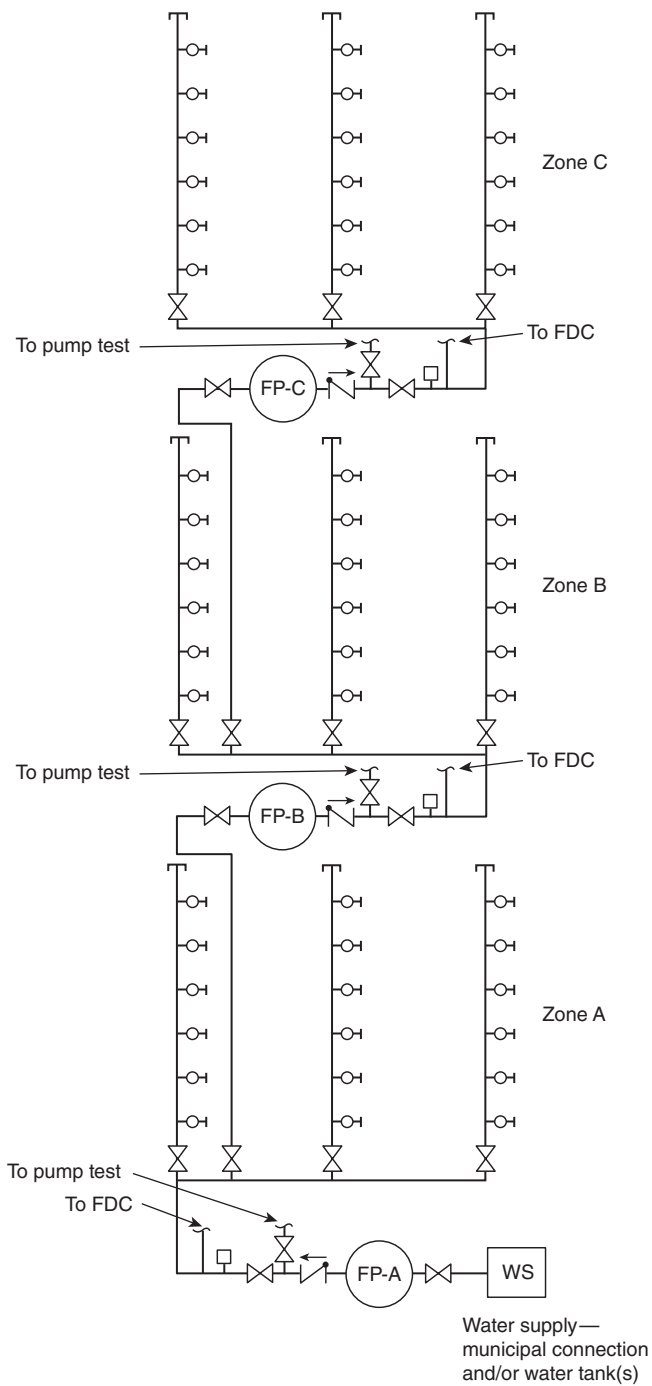 Zone C
To pump test
To FDC
FP-C
Zone B
To pump test
To FDC
FP-B
Zone A
To pump test
To FDC
FP-A
WS
Water supply—
municipal connection
and/or water tank(s)